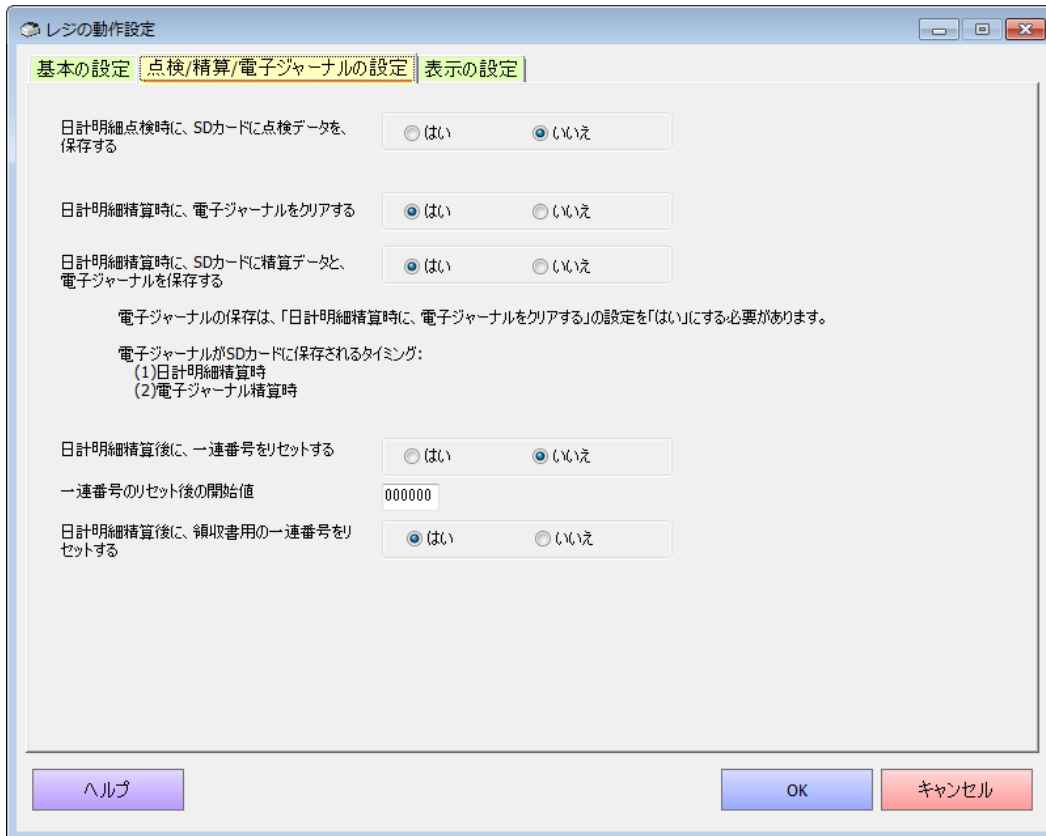 レジの動作設定
基本の設定 点検/精算/電子ジャーナルの設定 表示の設定
日計明細点検時に、SDカードに点検データを、
保存する
はい いいえ
日計明細精算時に、電子ジャーナルをクリアする
はい いいえ
日計明細精算時に、SDカードに精算データと、
電子ジャーナルを保存する
はい いいえ
電子ジャーナルの保存は、「日計明細精算時に、電子ジャーナルをクリアする」の設定を「はい」にする必要があります。
電子ジャーナルがSDカードに保存されるタイミング:
(1)日計明細精算時
(2)電子ジャーナル精算時
日計明細精算後に、一連番号をリセットする
はい いいえ
一連番号のリセット後の開始値
000000
日計明細精算後に、領収書用の一連番号をリ
セットする
はい いいえ
ヘルプ OK キャンセル